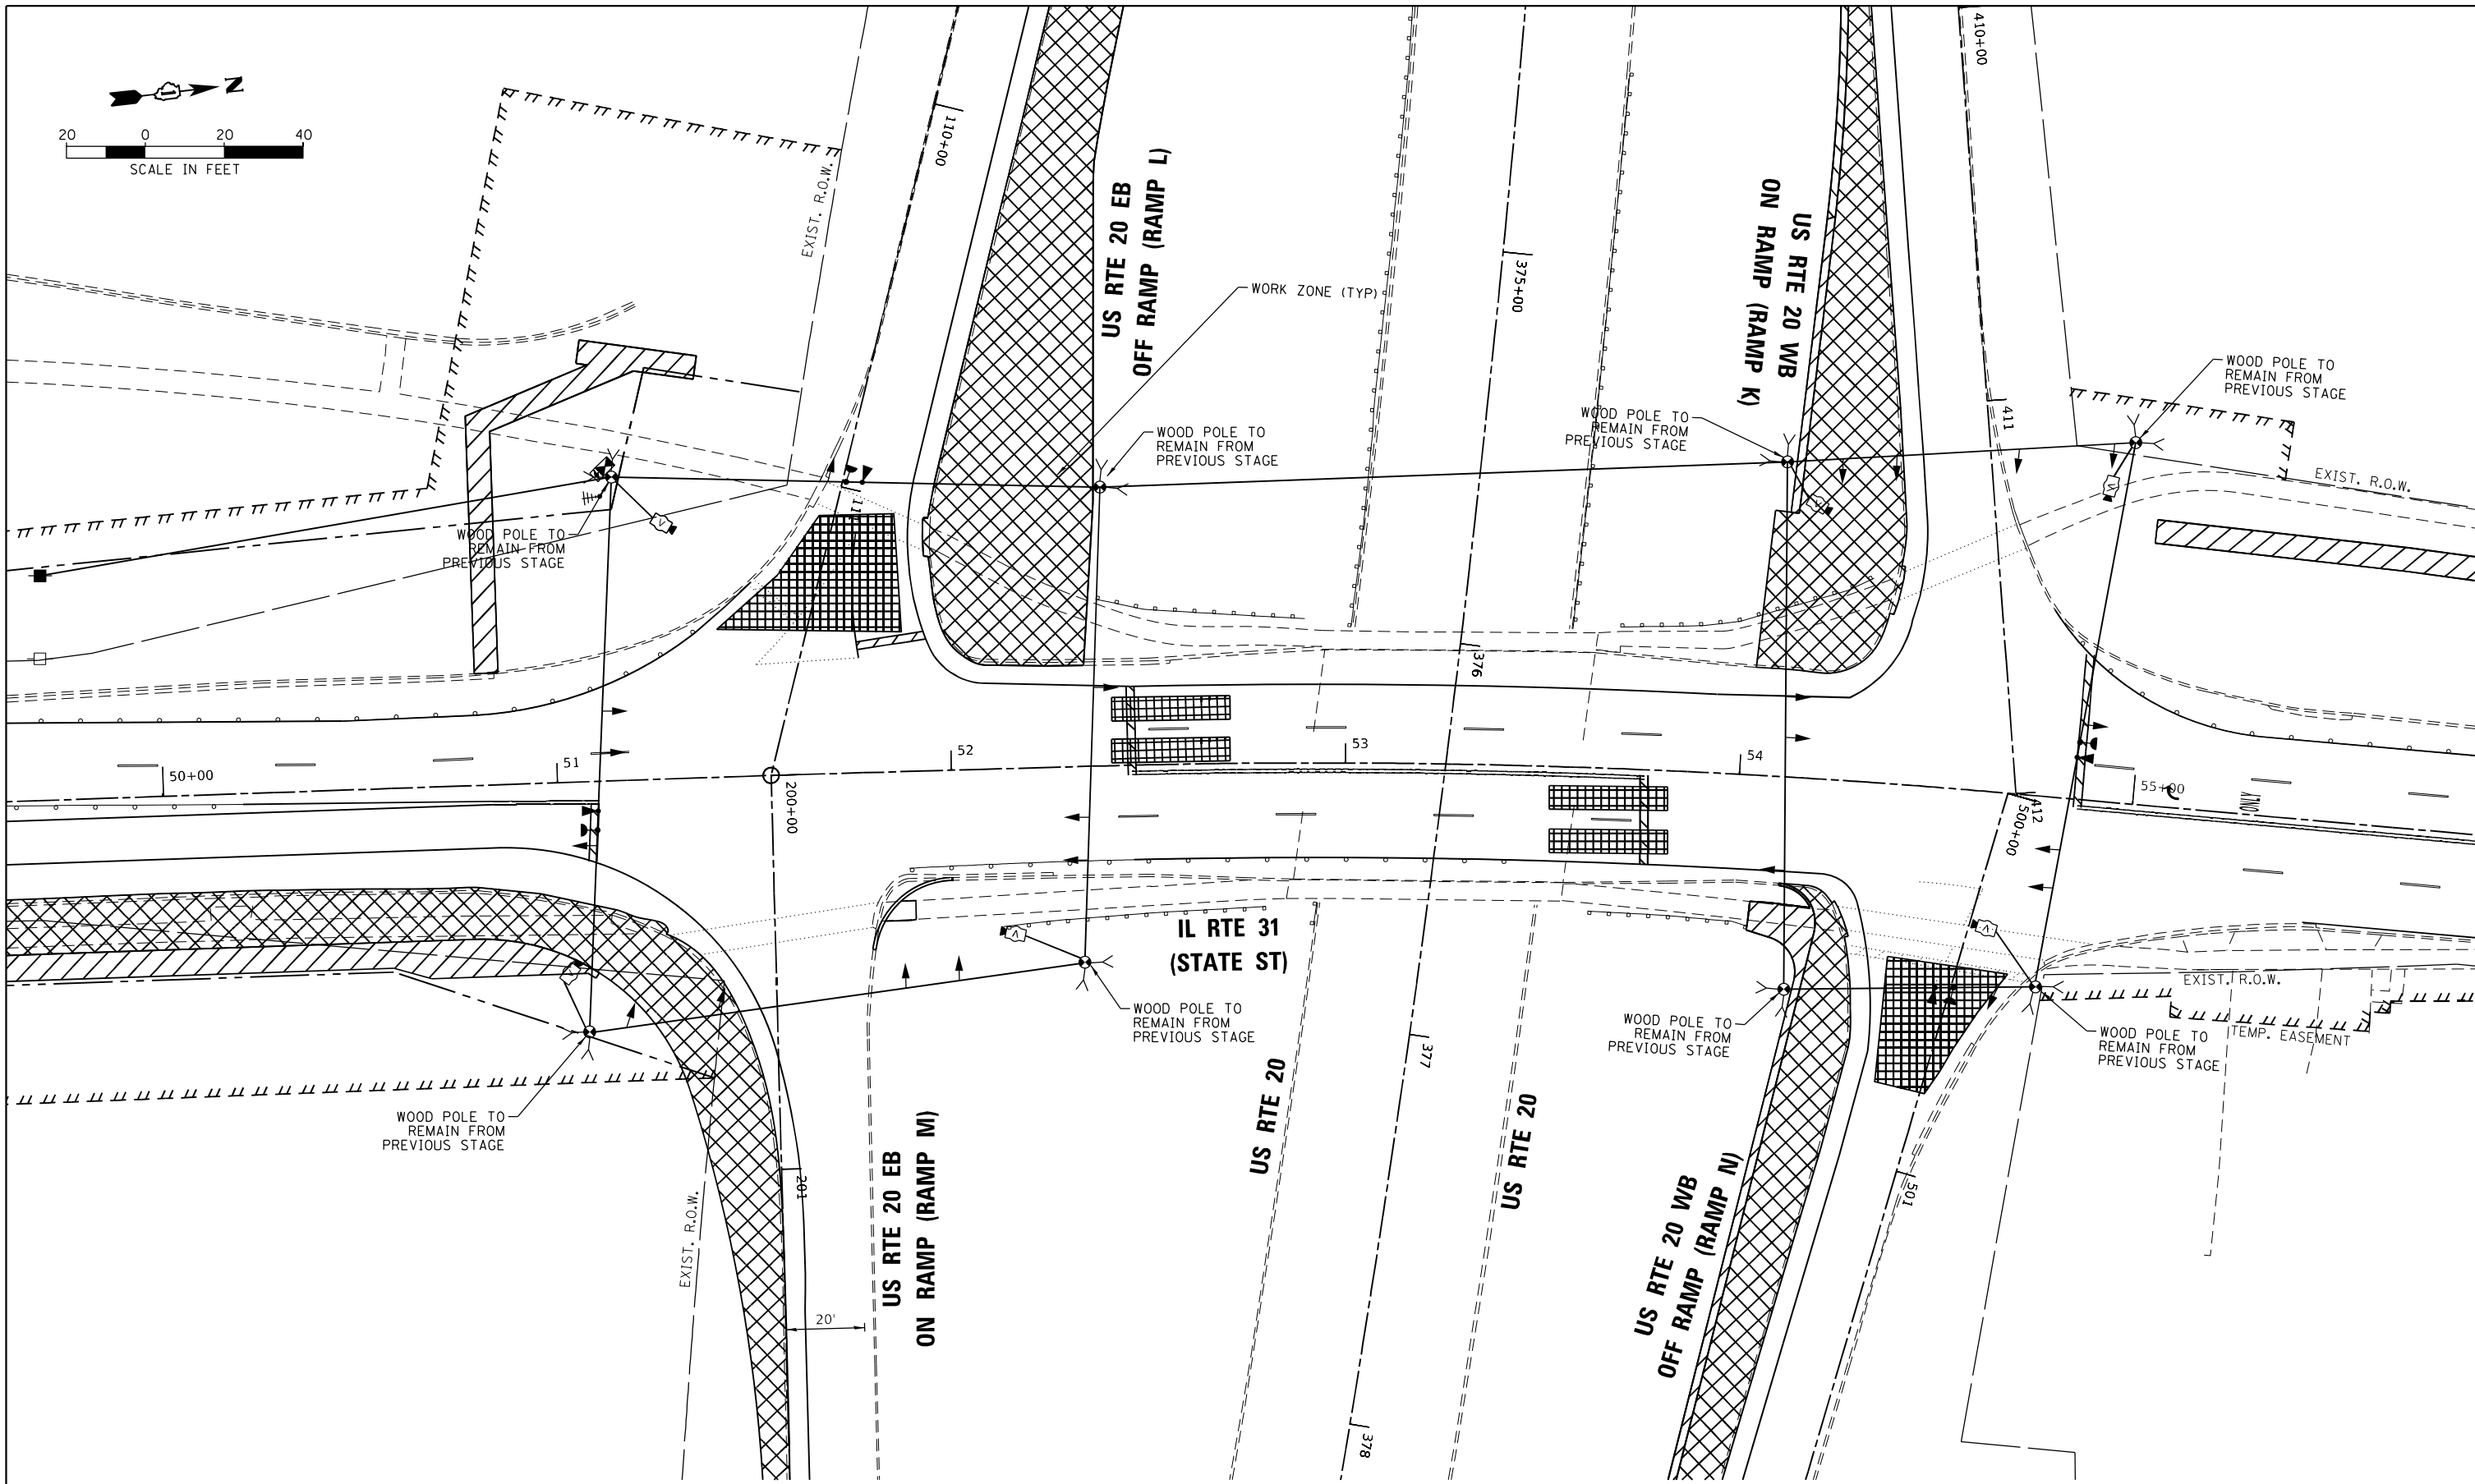 N
20 0 20 40
SCALE IN FEET
110+00
EXIST. R.O.W.
US RTE 20 EB
OFF RAMP (RAMP L)
WORK ZONE (TYP)
375+00
US RTE 20 WB
ON RAMP (RAMP K)
410+00
411
WOOD POLE TO
REMAIN FROM
PREVIOUS STAGE
WOOD POLE TO
REMAIN FROM
PREVIOUS STAGE
WOOD POLE TO
REMAIN FROM
PREVIOUS STAGE
EXIST. R.O.W.
WOOD POLE TO
REMAIN FROM
PREVIOUS STAGE
376
50+00
51
52
53
54
55+00
ONLY
200+00
412
500+00
IL RTE 31
(STATE ST)
EXIST. R.O.W.
TEMP. EASEMENT
WOOD POLE TO
REMAIN FROM
PREVIOUS STAGE
WOOD POLE TO
REMAIN FROM
PREVIOUS STAGE
WOOD POLE TO
REMAIN FROM
PREVIOUS STAGE
WOOD POLE TO
REMAIN FROM
PREVIOUS STAGE
377
US RTE 20
US RTE 20
201
501
EXIST. R.O.W.
US RTE 20 EB
ON RAMP (RAMP M)
US RTE 20 WB
OFF RAMP (RAMP N)
20'
378